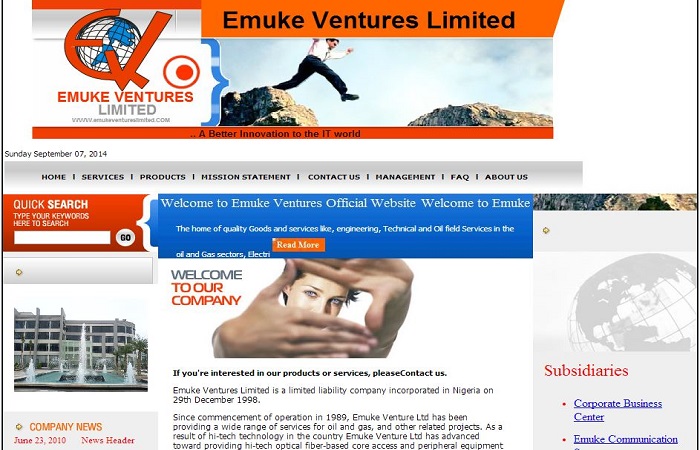 Emuke Ventures Limited
EMUKE VENTURES
LIMITED
WWW.emukeventureslimited.COM
.. A Better Innovation to the IT world
Sunday September 07, 2014
HOME I SERVICES I PRODUCTS I MISSION STATEMENT I CONTACT US I MANAGEMENT I FAQ I ABOUT US
QUICK SEARCH
TYPE YOUR KEYWORDS
HERE TO SEARCH
GO
Welcome to Emuke Ventures Official Website Welcome to Emuke
The home of quality Goods and services like, engineering, Technical and Oil field Services in the
oil and Gas sectors, Electri
Read More
WELCOME
TO OUR
COMPANY
If you're interested in our products or services, pleaseContact us.
Emuke Ventures Limited is a limited liability company incorporated in Nigeria on
29th December 1998.
Since commencement of operation in 1989, Emuke Venture Ltd has been
providing a wide range of services for oil and gas, and other related projects. As a
result of hi-tech technology in the country Emuke Venture Ltd has advanced
toward providing hi-tech optical fiber-based core access and peripheral equipment
COMPANY NEWS
June 23, 2010 News Header
Subsidiaries
Corporate Business
Center
Emuke Communication